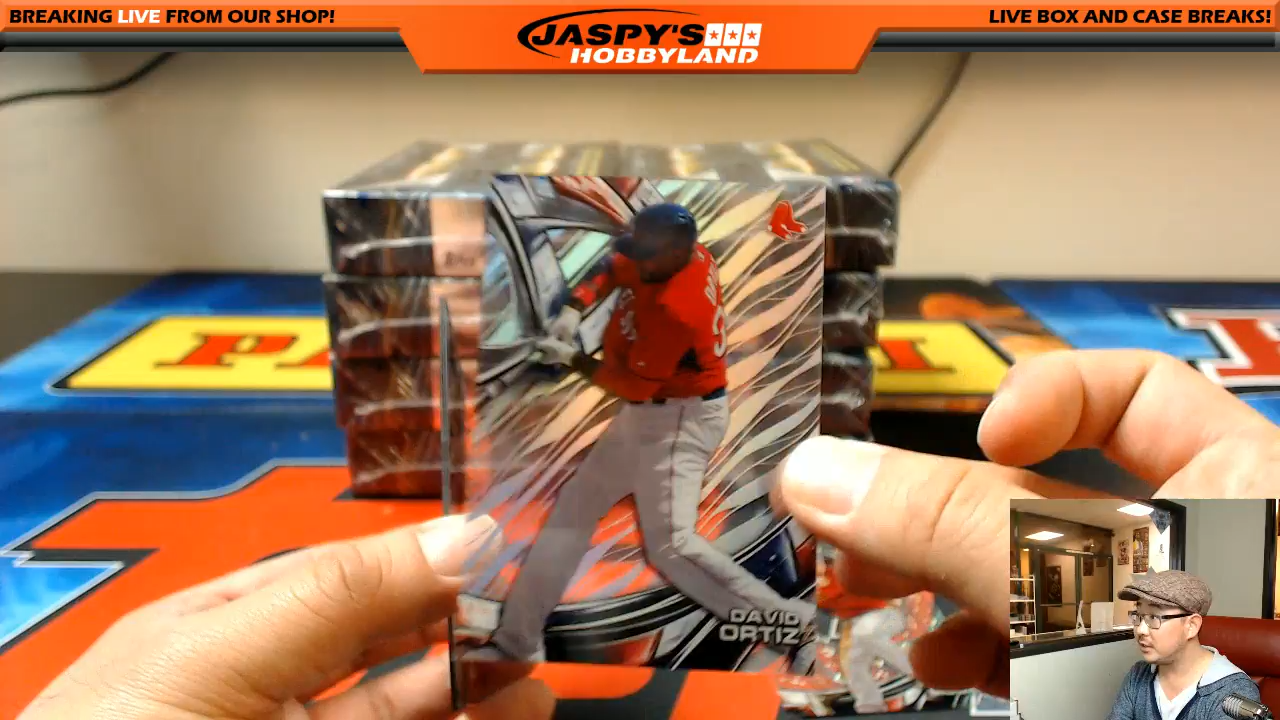 BREAKING LIVE FROM OUR SHOP!
JASPY'S
HOBBYLAND
LIVE BOX AND CASE BREAKS!
DAVID
ORTIZ